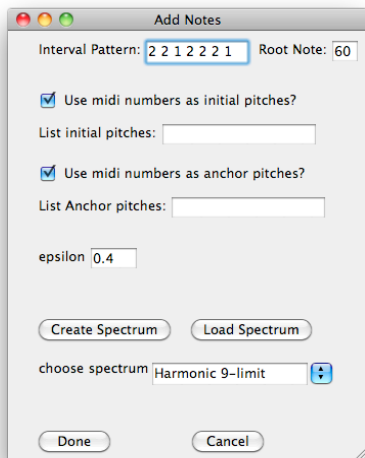 Add Notes
Interval Pattern: 2 2 1 2 2 2 1 Root Note: 60
Use midi numbers as initial pitches?
List initial pitches:
Use midi numbers as anchor pitches?
List Anchor pitches:
epsilon 0.4
Create Spectrum Load Spectrum
choose spectrum Harmonic 9-limit
Done Cancel